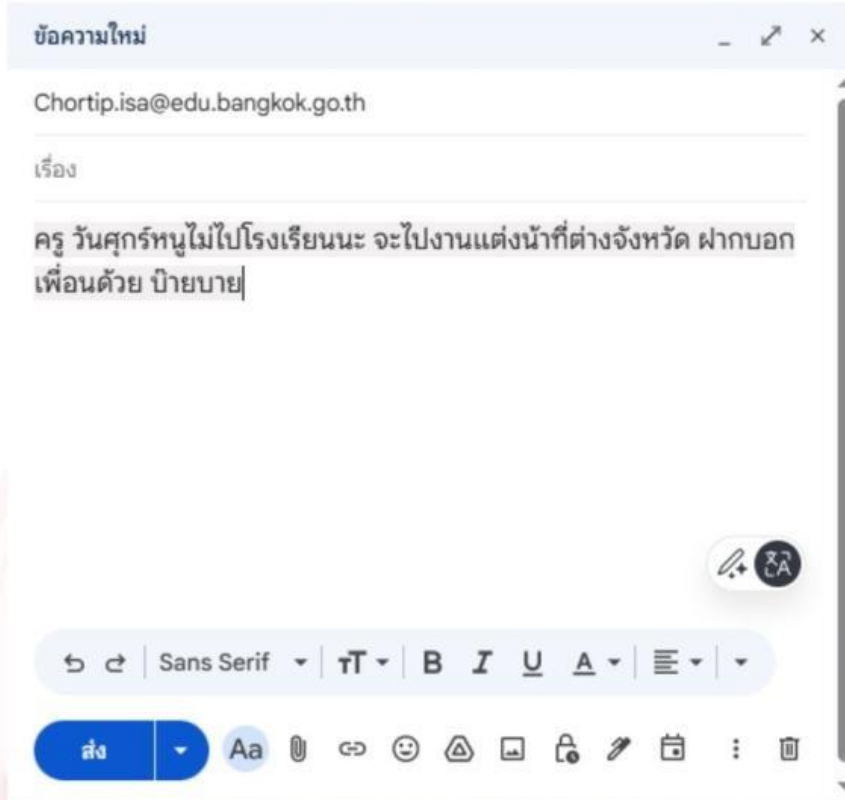 ข้อความใหม่
Chortip.isa@edu.bangkok.go.th
เรื่อง
ครู วันศุกร์หนูไม่ไปโรงเรียนนะ จะไปงานแต่งน้าที่ต่างจังหวัด ฝากบอก
เพื่อนด้วย บ๊ายบาย
Sans Serif
ส่ง